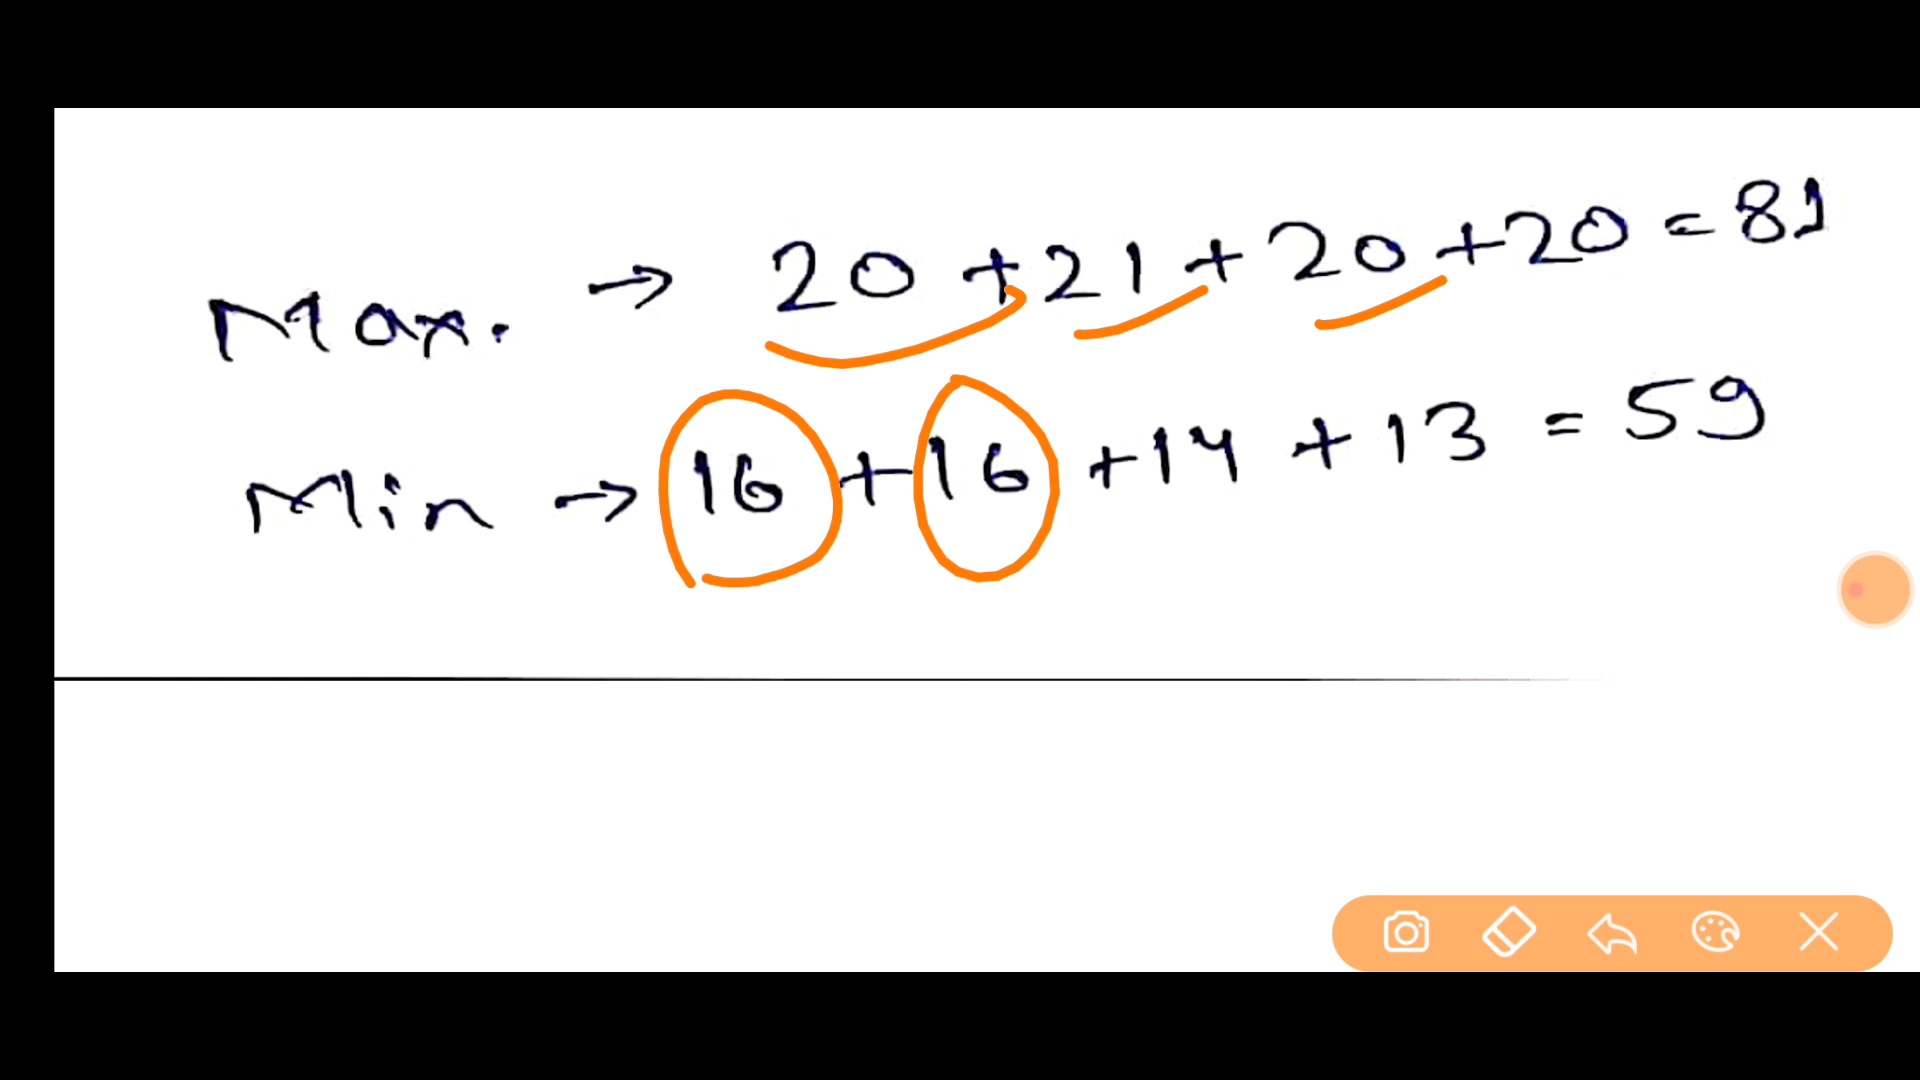 Max. → 20 + 21 + 20 + 20 = 81
Min → 16 + 16 + 14 + 13 = 59